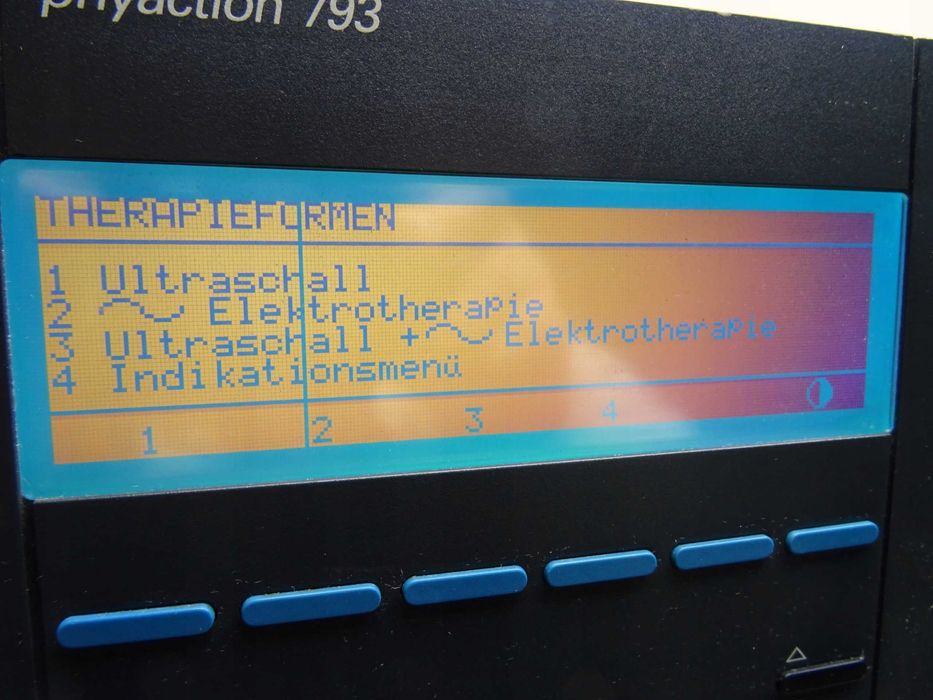 phyaction 793
THERAPIEFORMEN
1 Ultraschall
2 Elektrotherapie
3 Ultraschall + Elektrotherapie
4 Indikationsmenü
1 2 3 4